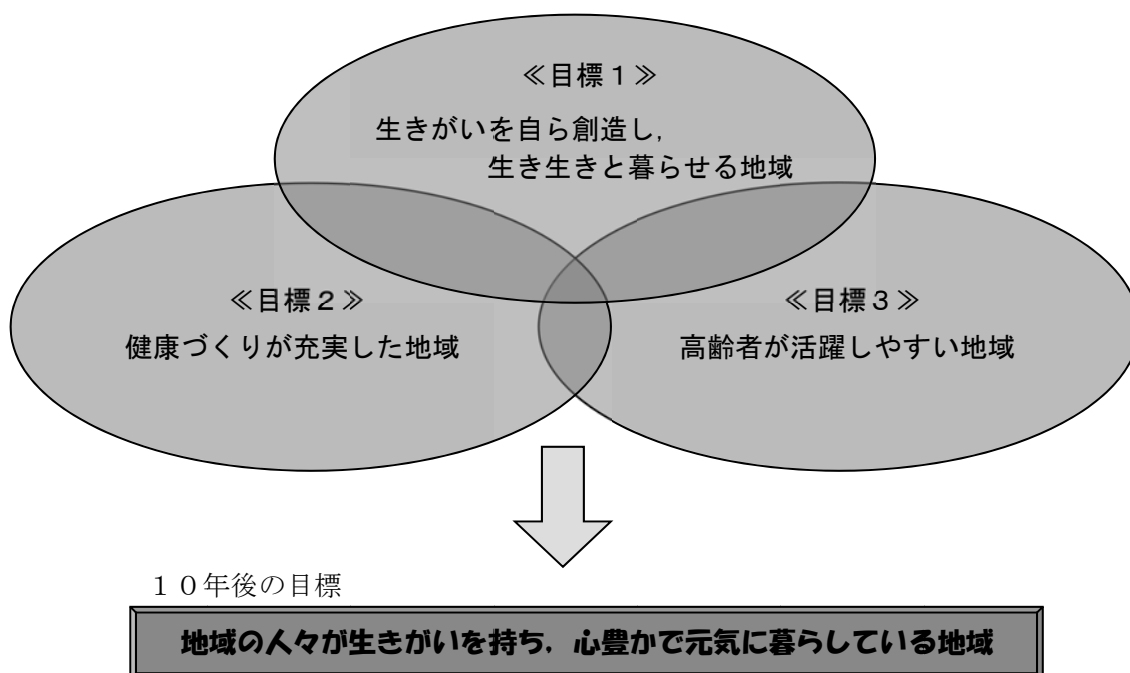 ≪目標１≫
生きがいを自ら創造し，
生き生きと暮らせる地域
≪目標２≫
健康づくりが充実した地域
≪目標３≫
高齢者が活躍しやすい地域
１０年後の目標
地域の人々が生きがいを持ち，心豊かで元気に暮らしている地域